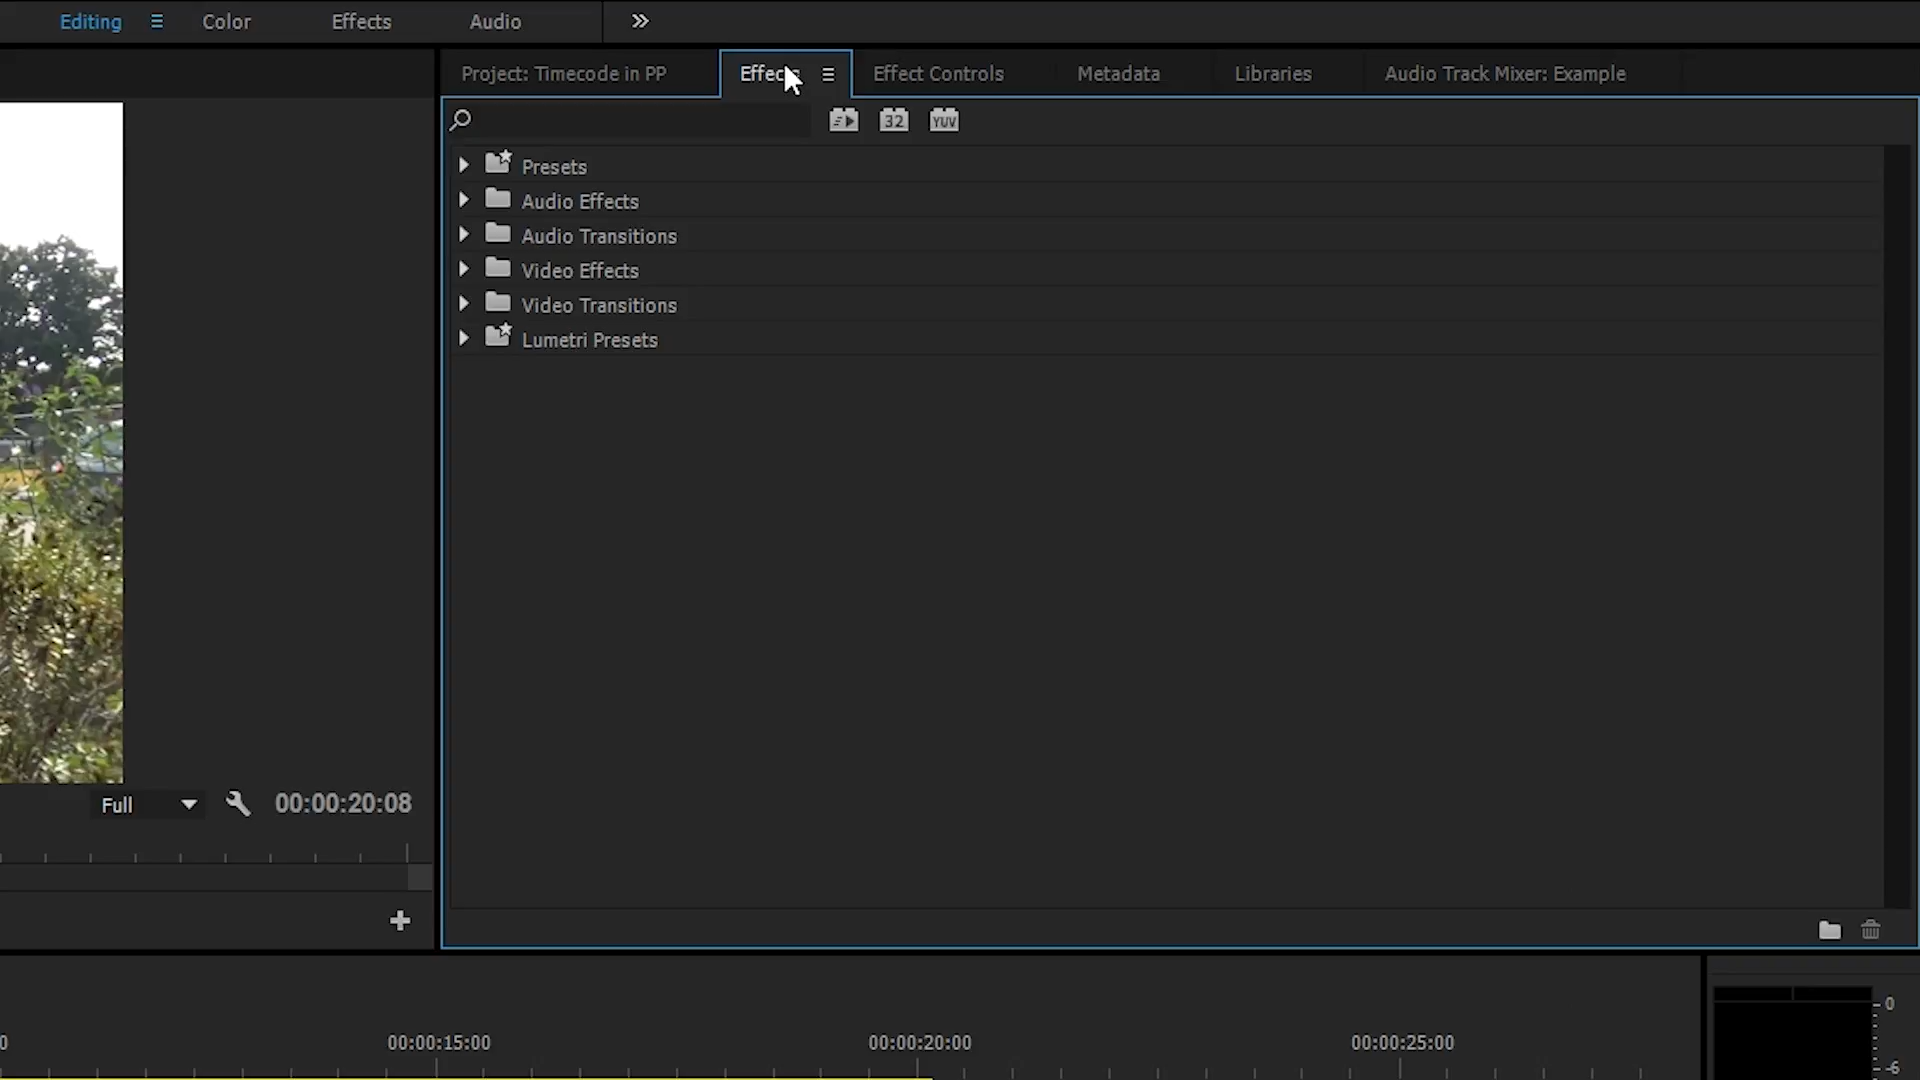 Editing Color Effects Audio
Project: Timecode in PP Effects Effect Controls Metadata Libraries Audio Track Mixer: Example
32 YUV
Presets
Audio Effects
Audio Transitions
Video Effects
Video Transitions
Lumetri Presets
Full 00:00:20:08
0
00:00:15:00 00:00:20:00 00:00:25:00
-6